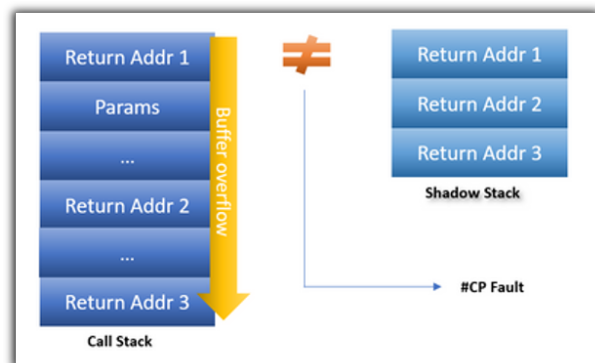 Return Addr 1
Params
...
Return Addr 2
...
Return Addr 3
Call Stack
Buffer overflow
≠
Return Addr 1
Return Addr 2
Return Addr 3
Shadow Stack
#CP Fault